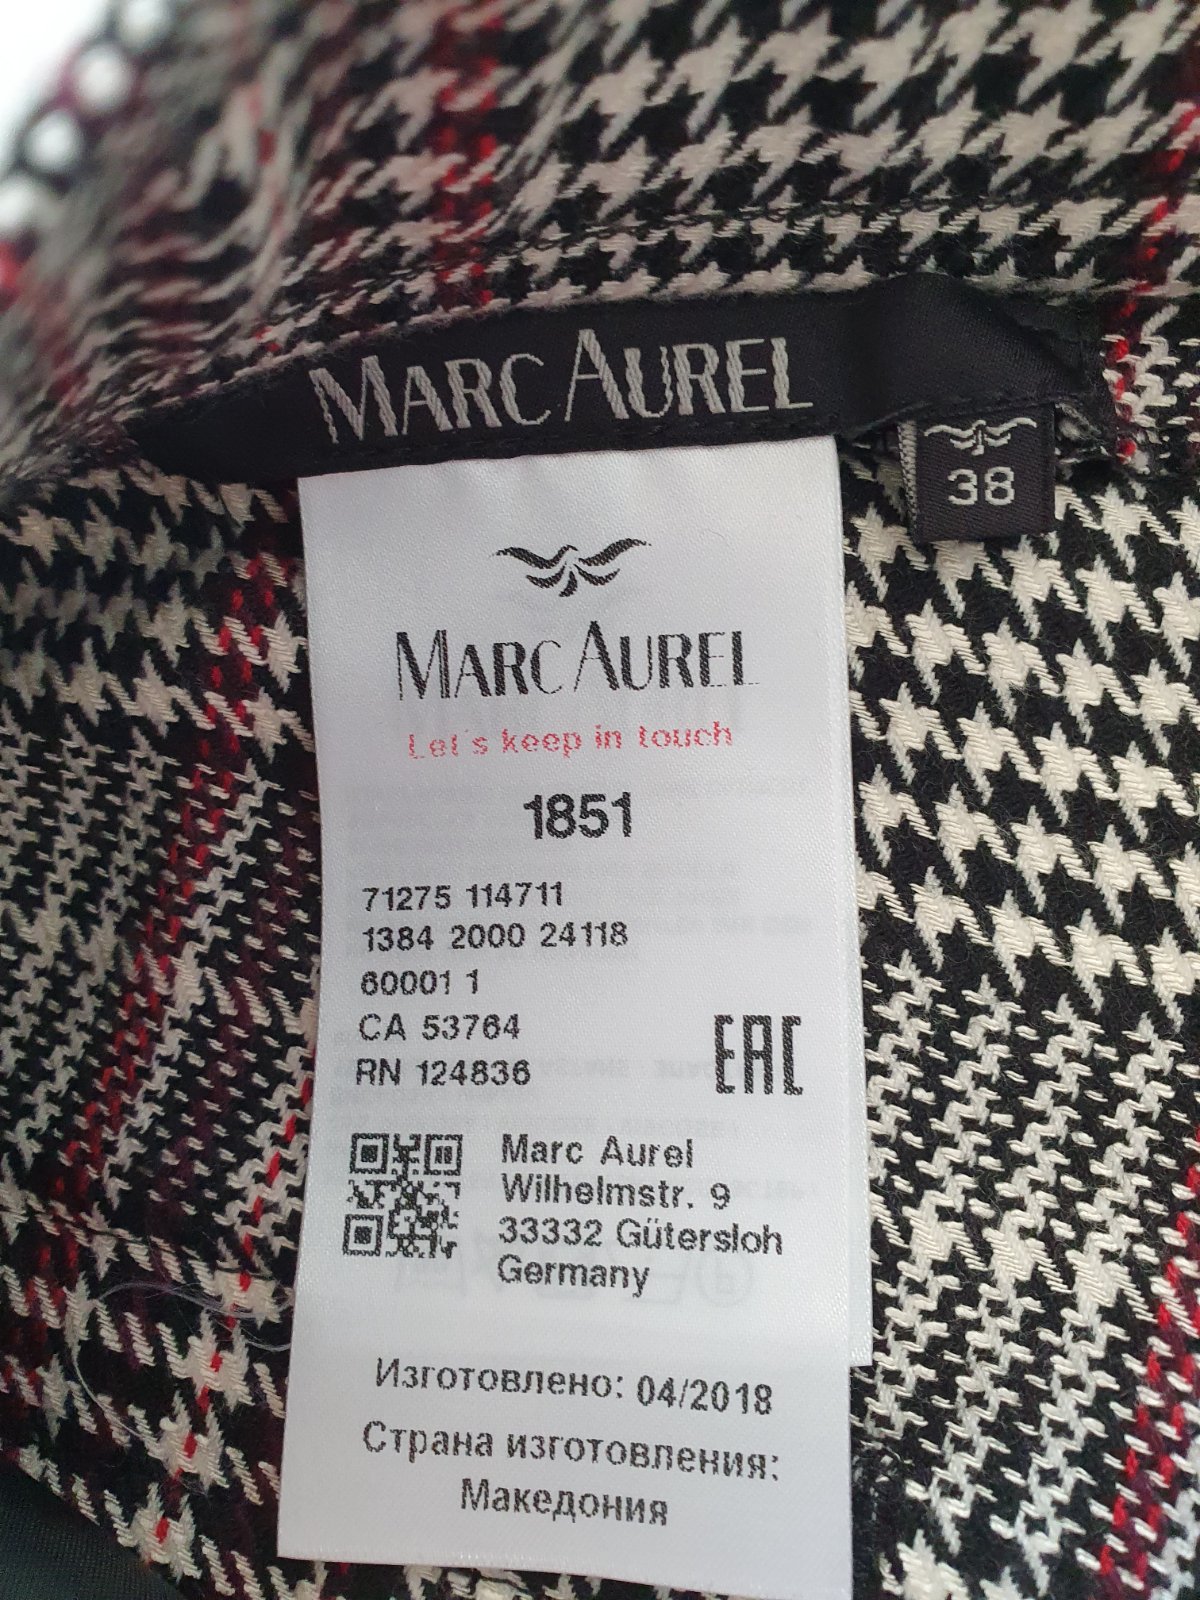 MARC AUREL
38
MARC AUREL
Let's keep in touch
1851
71275 114711
1384 2000 24118
60001 1
CA 53764
RN 124836
EAC
Marc Aurel
Wilhelmstr. 9
33332 Gütersloh
Germany
Изготовлено: 04/2018
Страна изготовления:
Македония